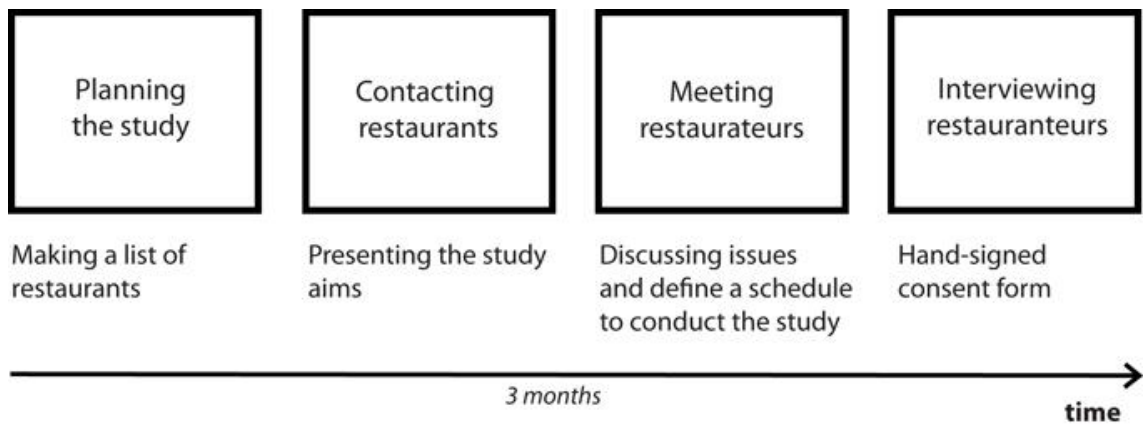 Planning
the study
Contacting
restaurants
Meeting
restaurateurs
Interviewing
restauranteurs
Making a list of
restaurants
Presenting the study
aims
Discussing issues
and define a schedule
to conduct the study
Hand-signed
consent form
3 months
time